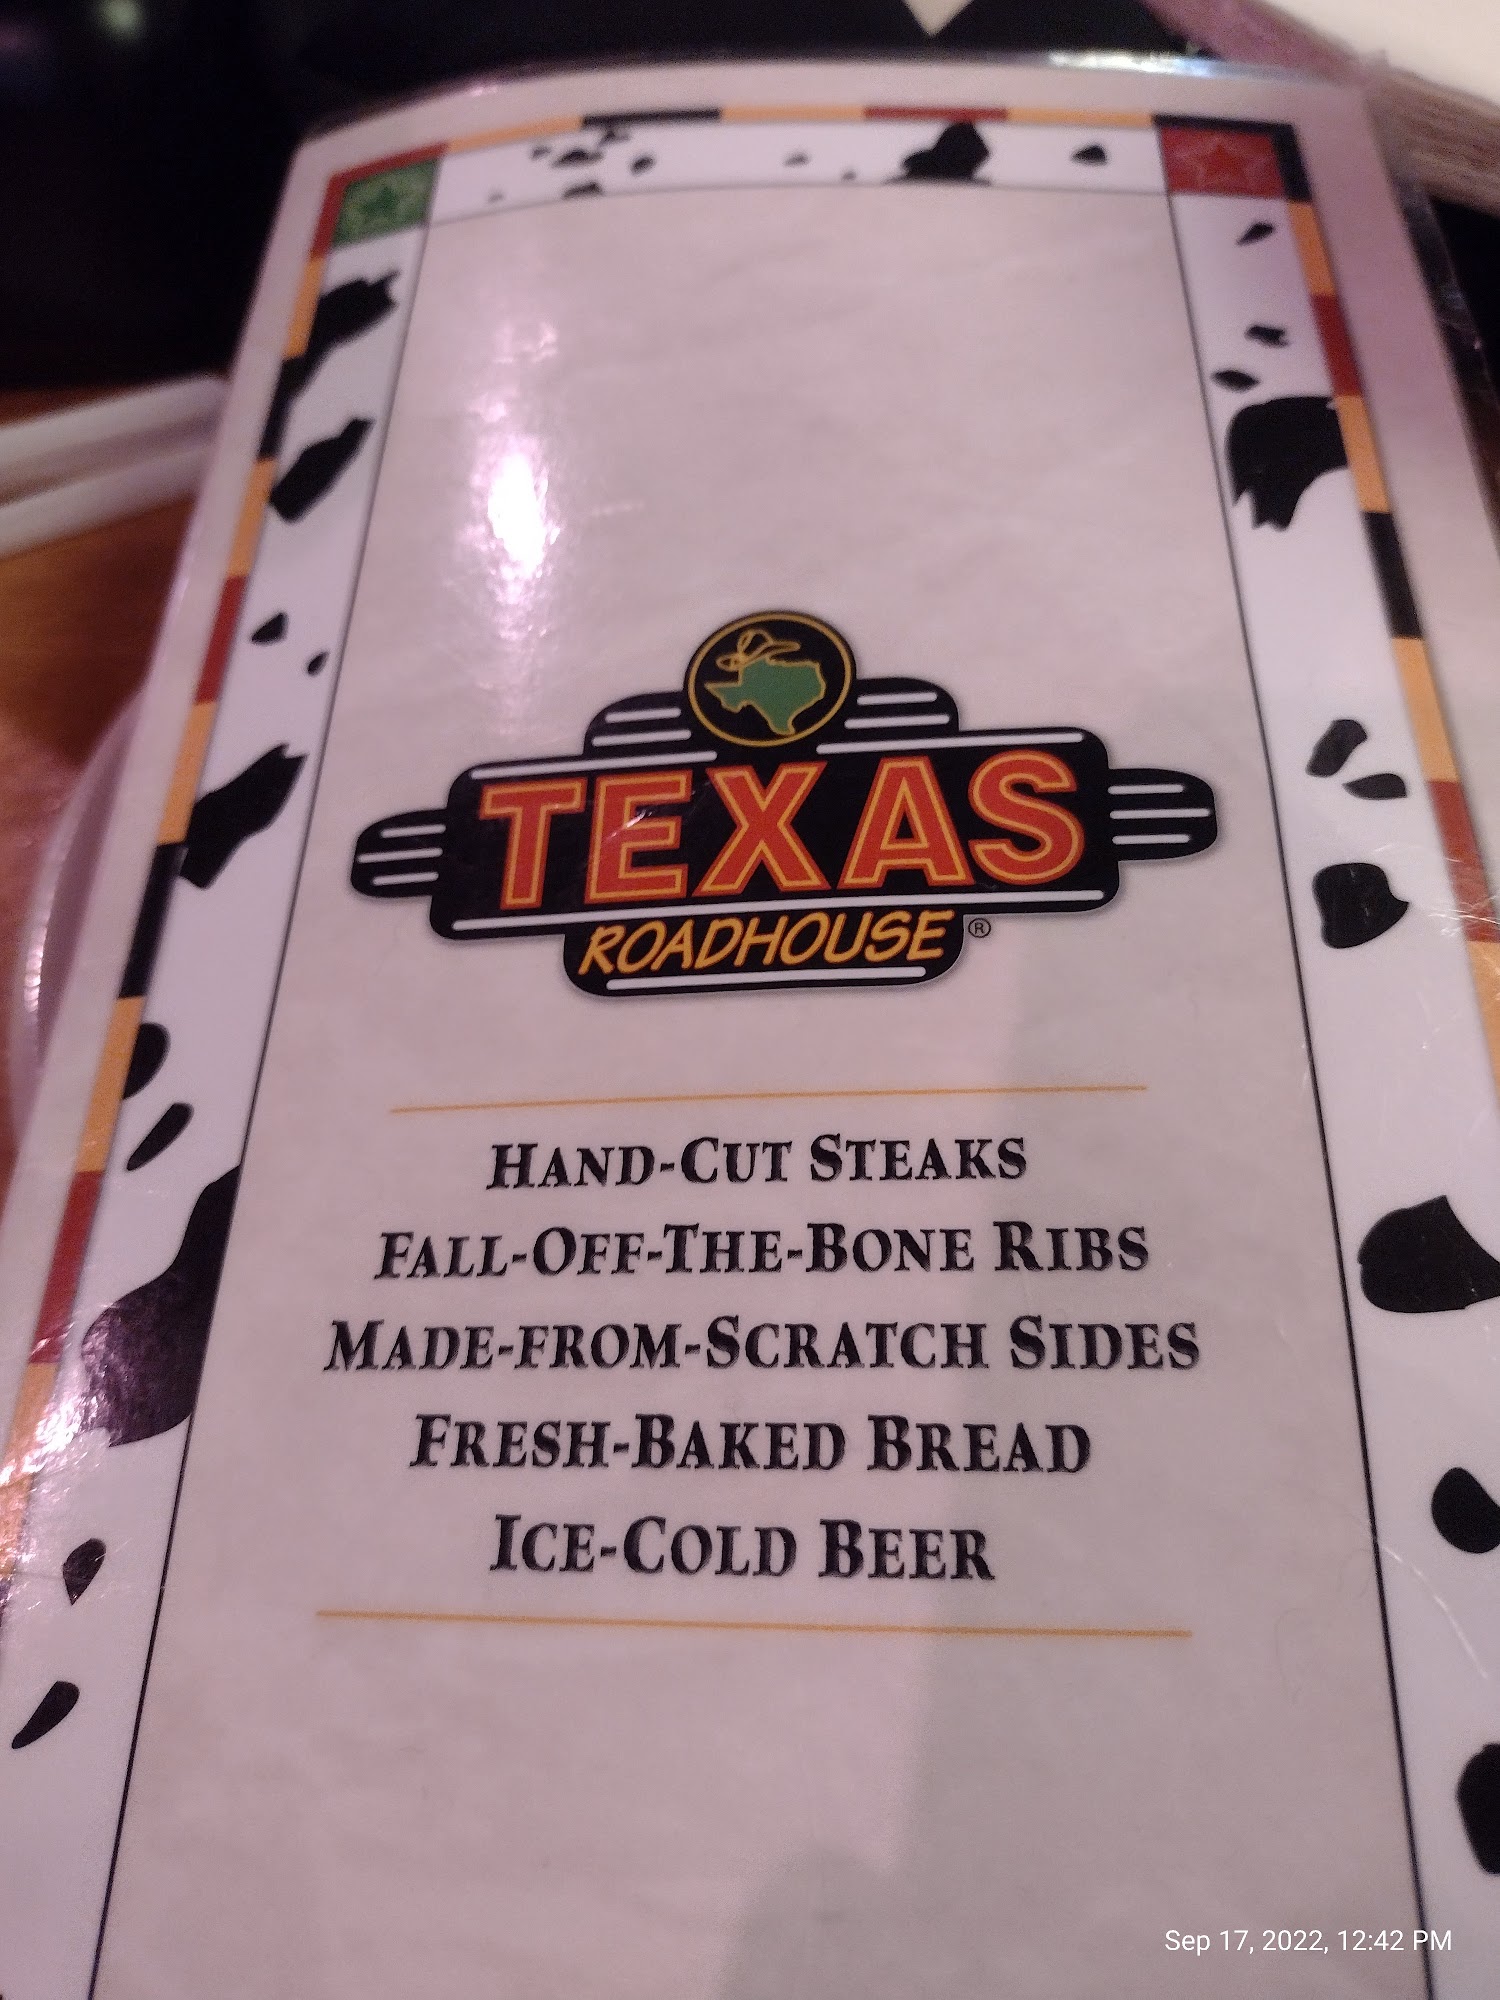 TEXAS
ROADHOUSE®
HAND-CUT STEAKS
FALL-OFF-THE-BONE RIBS
MADE-FROM-SCRATCH SIDES
FRESH-BAKED BREAD
ICE-COLD BEER
Sep 17, 2022, 12:42 PM